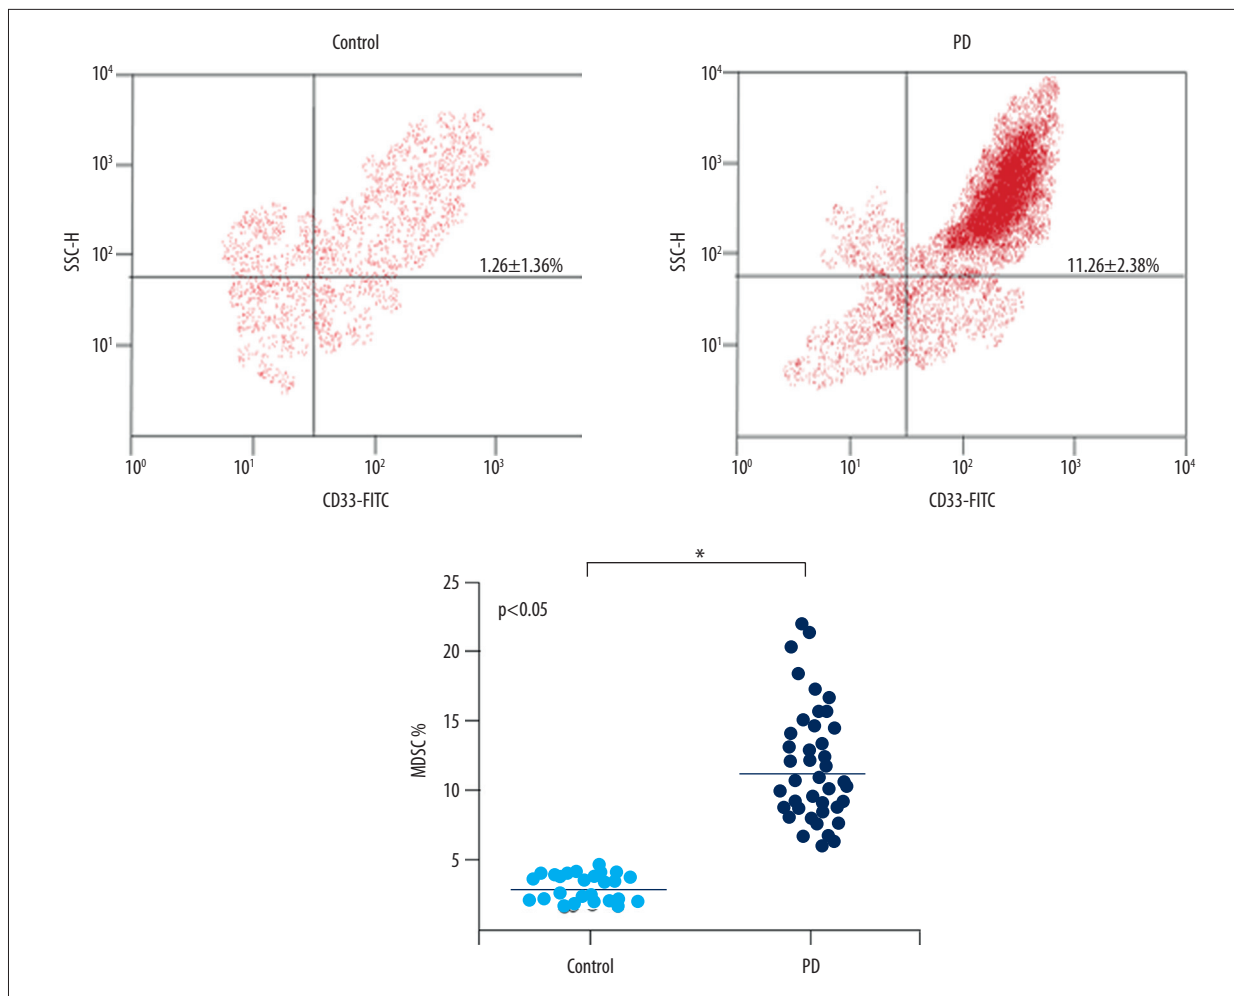 Control
PD
10⁴
10³
10²
10¹
SSC-H
1.26±1.36%
10⁰ 10¹ 10² 10³
CD33-FITC
10⁴
10³
10²
10¹
SSC-H
11.26±2.38%
10⁰ 10¹ 10² 10³ 10⁴
CD33-FITC
*
p<0.05
25
20
15
10
5
MDSC %
Control PD